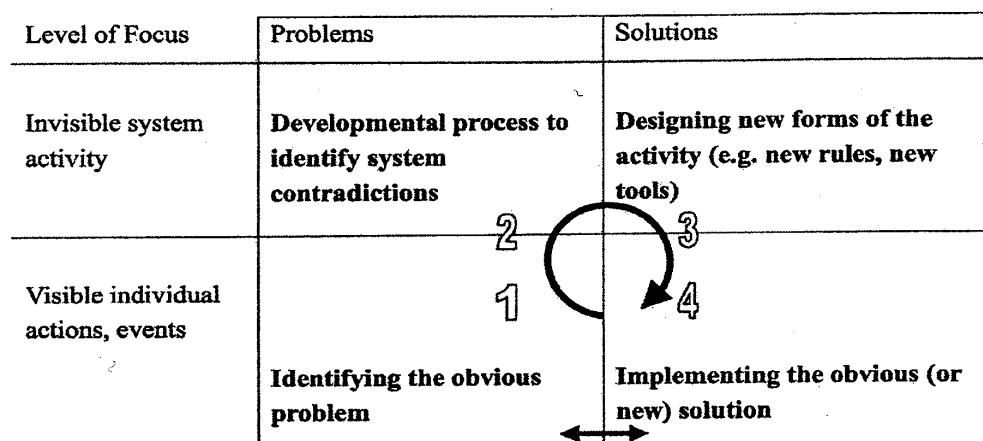 Level of Focus
Problems
Solutions
Invisible system
activity
Developmental process to
identify system
contradictions
Designing new forms of the
activity (e.g. new rules, new
tools)
2
3
Visible individual
actions, events
1
4
Identifying the obvious
problem
Implementing the obvious (or
new) solution